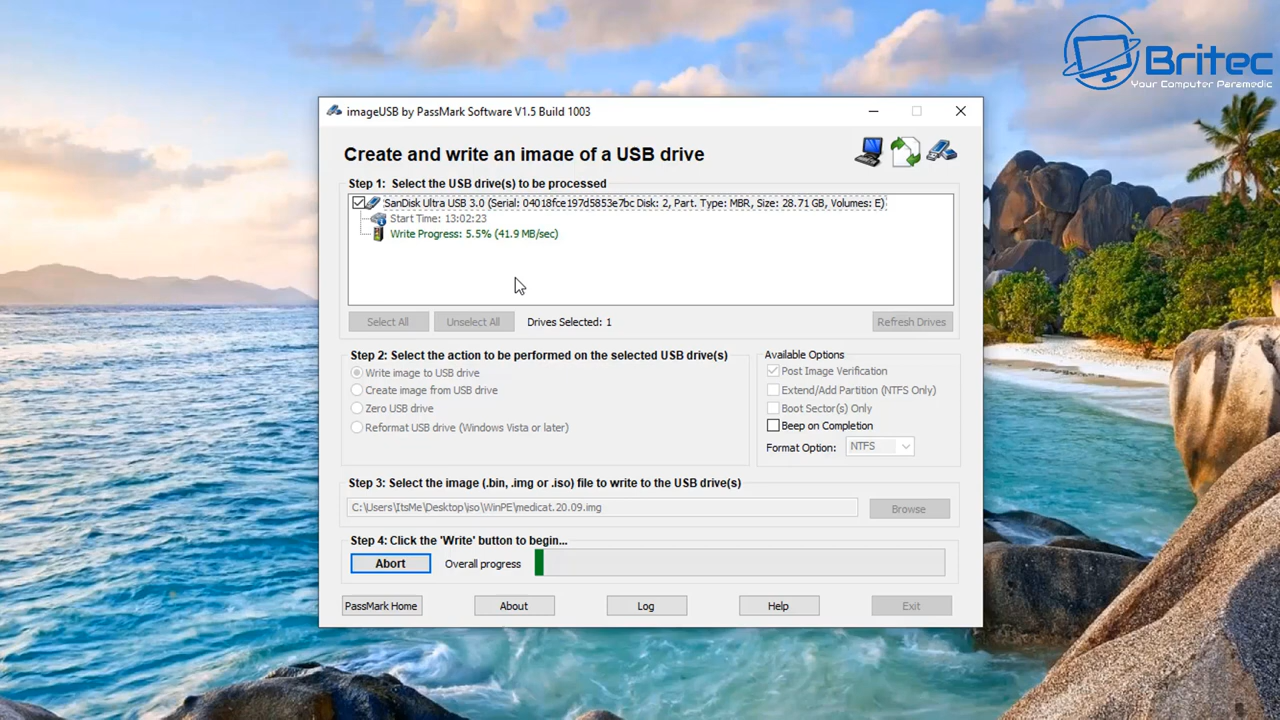 Britec
Your Computer Paramedic
imageUSB by PassMark Software V1.5 Build 1003
Create and write an image of a USB drive
Step 1: Select the USB drive(s) to be processed
SanDisk Ultra USB 3.0 (Serial: 04018fce197d5853e7bc Disk: 2, Part. Type: MBR, Size: 28.71 GB, Volumes: E)
Start Time: 13:02:23
Write Progress: 5.5% (41.9 MB/sec)
Select All
Unselect All
Drives Selected: 1
Refresh Drives
Step 2: Select the action to be performed on the selected USB drive(s)
Write image to USB drive
Create image from USB drive
Zero USB drive
Reformat USB drive (Windows Vista or later)
Available Options
Post Image Verification
Extend/Add Partition (NTFS Only)
Boot Sector(s) Only
Beep on Completion
Format Option: NTFS
Step 3: Select the image (.bin, .img or .iso) file to write to the USB drive(s)
C:\Users\ItsMe\Desktop\iso\WinPE\medicat.20.09.img
Browse
Step 4: Click the 'Write' button to begin...
Abort
Overall progress
PassMark Home
About
Log
Help
Exit